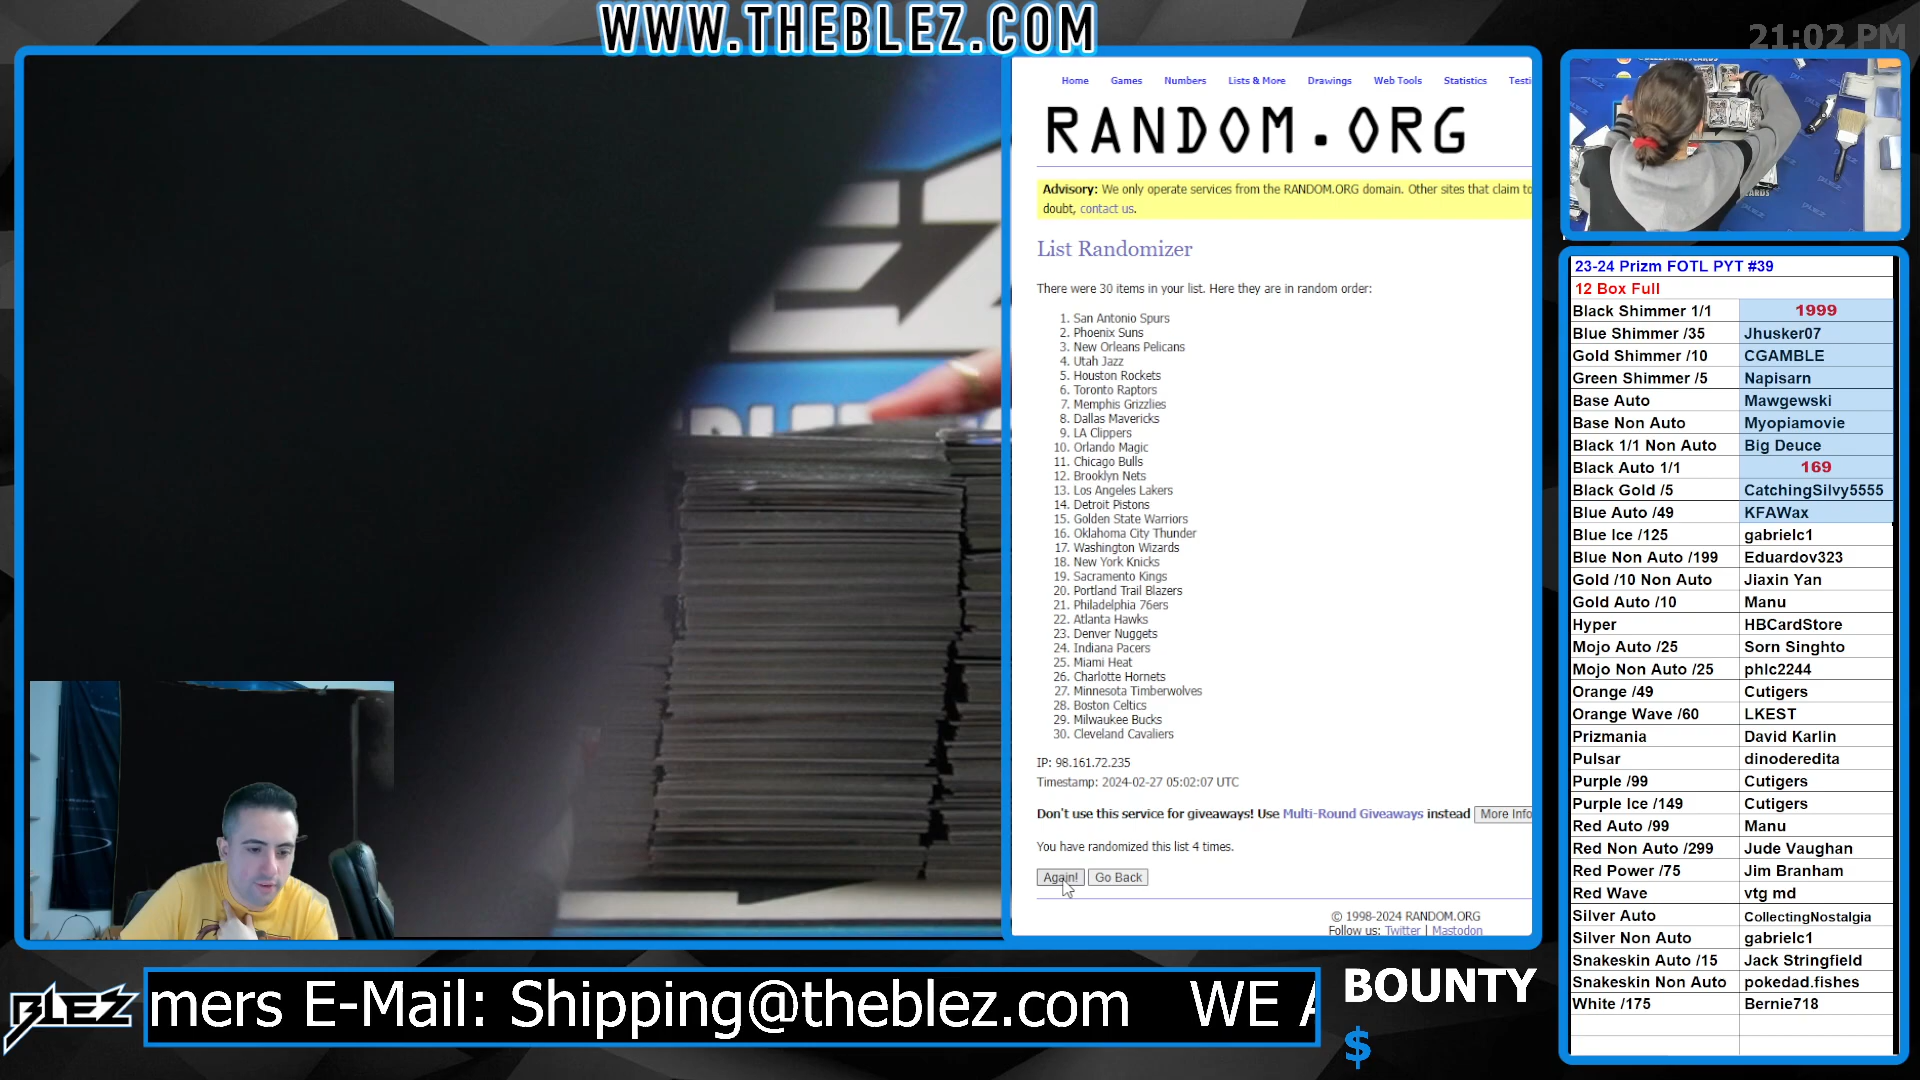 WWW.THEBLEZ.COM
21:02 PM
Home Games Numbers Lists & More Drawings Web Tools Statistics Testi
RANDOM.ORG
Advisory: We only operate services from the RANDOM.ORG domain. Other sites that claim to
doubt, contact us.
List Randomizer
There were 30 items in your list. Here they are in random order:
1. San Antonio Spurs
2. Phoenix Suns
3. New Orleans Pelicans
4. Utah Jazz
5. Houston Rockets
6. Toronto Raptors
7. Memphis Grizzlies
8. Dallas Mavericks
9. LA Clippers
10. Orlando Magic
11. Chicago Bulls
12. Brooklyn Nets
13. Los Angeles Lakers
14. Detroit Pistons
15. Golden State Warriors
16. Oklahoma City Thunder
17. Washington Wizards
18. New York Knicks
19. Sacramento Kings
20. Portland Trail Blazers
21. Philadelphia 76ers
22. Atlanta Hawks
23. Denver Nuggets
24. Indiana Pacers
25. Miami Heat
26. Charlotte Hornets
27. Minnesota Timberwolves
28. Boston Celtics
29. Milwaukee Bucks
30. Cleveland Cavaliers
IP: 98.161.72.235
Timestamp: 2024-02-27 05:02:07 UTC
Don't use this service for giveaways! Use Multi-Round Giveaways instead More Info
You have randomized this list 4 times.
Again! Go Back
© 1998-2024 RANDOM.ORG
Follow us: Twitter | Mastodon
23-24 Prizm FOTL PYT #39
12 Box Full
Black Shimmer 1/1 1999
Blue Shimmer /35 Jhusker07
Gold Shimmer /10 CGAMBLE
Green Shimmer /5 Napisarn
Base Auto Mawgewski
Base Non Auto Myopiamovie
Black 1/1 Non Auto Big Deuce
Black Auto 1/1 169
Black Gold /5 CatchingSilvy5555
Blue Auto /49 KFAWax
Blue Ice /125 gabrielc1
Blue Non Auto /199 Eduardov323
Gold /10 Non Auto Jiaxin Yan
Gold Auto /10 Manu
Hyper HBCardStore
Mojo Auto /25 Sorn Singhto
Mojo Non Auto /25 phlc2244
Orange /49 Cutigers
Orange Wave /60 LKEST
Prizmania David Karlin
Pulsar dinoderedita
Purple /99 Cutigers
Purple Ice /149 Cutigers
Red Auto /99 Manu
Red Non Auto /299 Jude Vaughan
Red Power /75 Jim Branham
Red Wave vtg md
Silver Auto CollectingNostalgia
Silver Non Auto gabrielc1
Snakeskin Auto /15 Jack Stringfield
Snakeskin Non Auto pokedad.fishes
White /175 Bernie718
BLEZ
mers E-Mail: Shipping@theblez.com WE A
BOUNTY
$